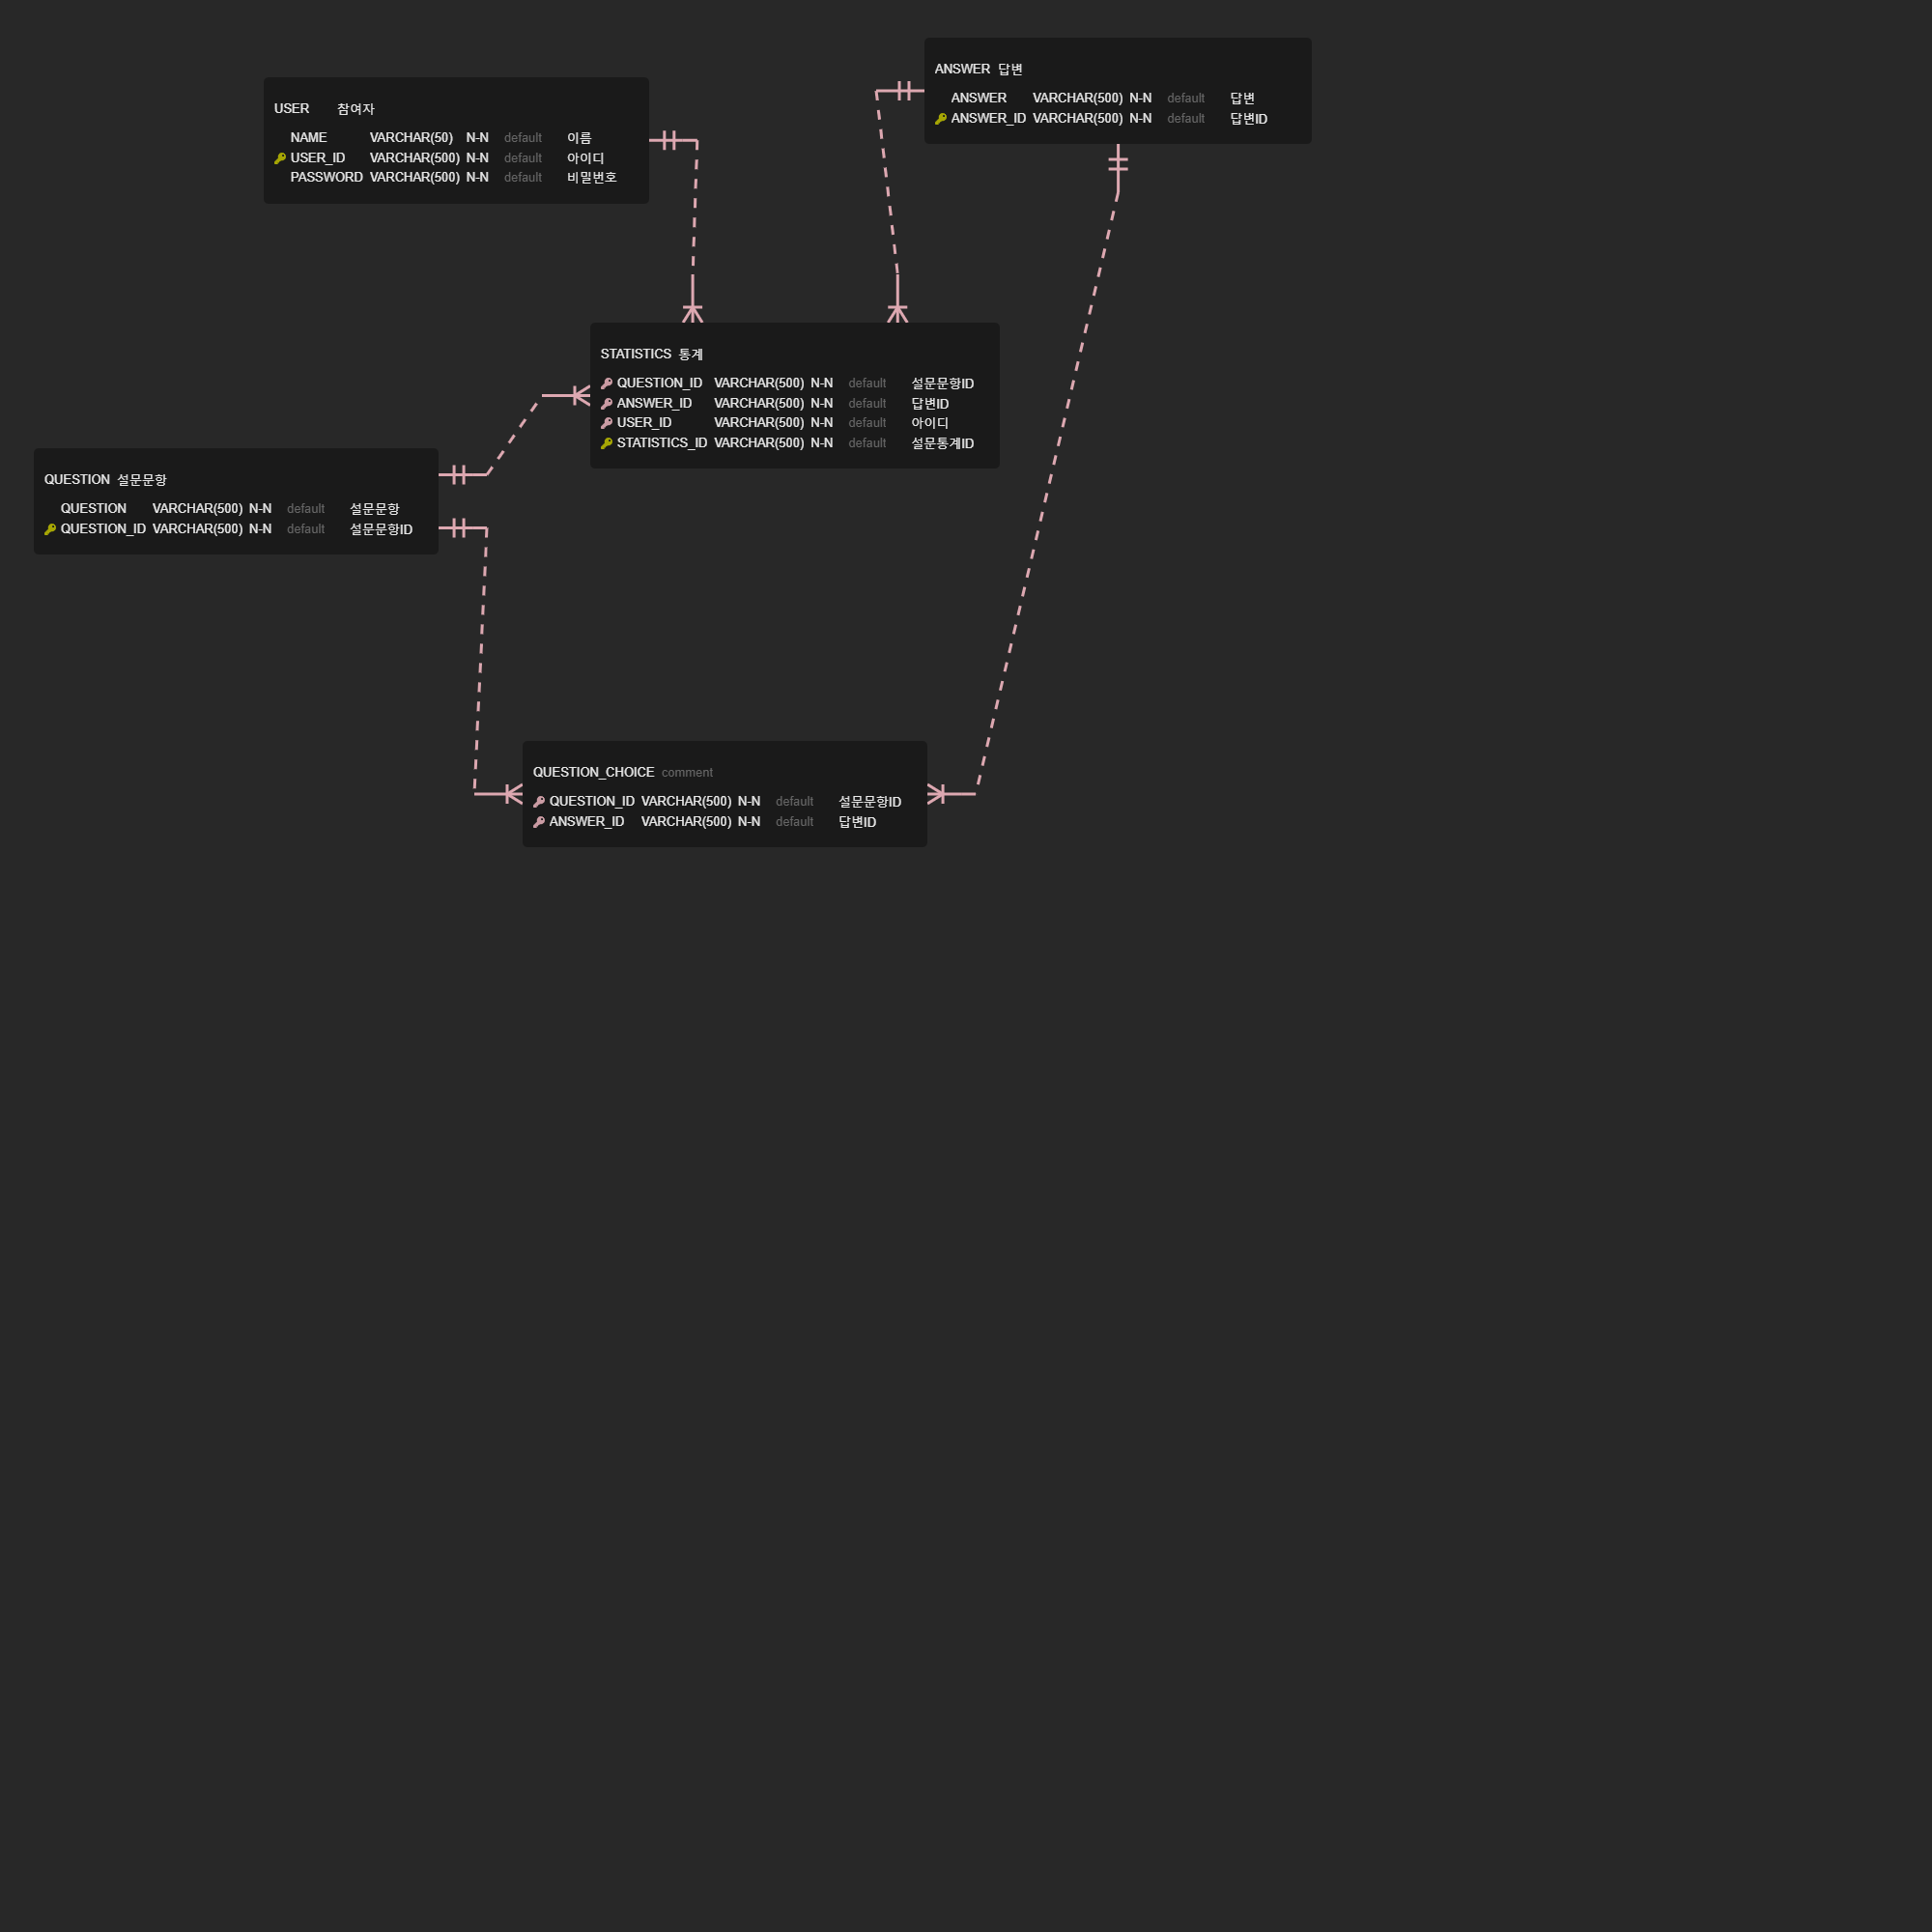 USER 참여자
NAME VARCHAR(50) N-N default 이름
USER_ID VARCHAR(500) N-N default 아이디
PASSWORD VARCHAR(500) N-N default 비밀번호
ANSWER 답변
ANSWER VARCHAR(500) N-N default 답변
ANSWER_ID VARCHAR(500) N-N default 답변ID
STATISTICS 통계
QUESTION_ID VARCHAR(500) N-N default 설문문항ID
ANSWER_ID VARCHAR(500) N-N default 답변ID
USER_ID VARCHAR(500) N-N default 아이디
STATISTICS_ID VARCHAR(500) N-N default 설문통계ID
QUESTION 설문문항
QUESTION VARCHAR(500) N-N default 설문문항
QUESTION_ID VARCHAR(500) N-N default 설문문항ID
QUESTION_CHOICE comment
QUESTION_ID VARCHAR(500) N-N default 설문문항ID
ANSWER_ID VARCHAR(500) N-N default 답변ID